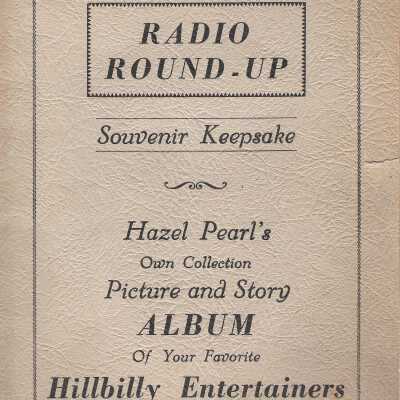 RADIO
ROUND-UP
Souvenir Keepsake
Hazel Pearl's
Own Collection
Picture and Story
ALBUM
Of Your Favorite
Hillbilly Entertainers